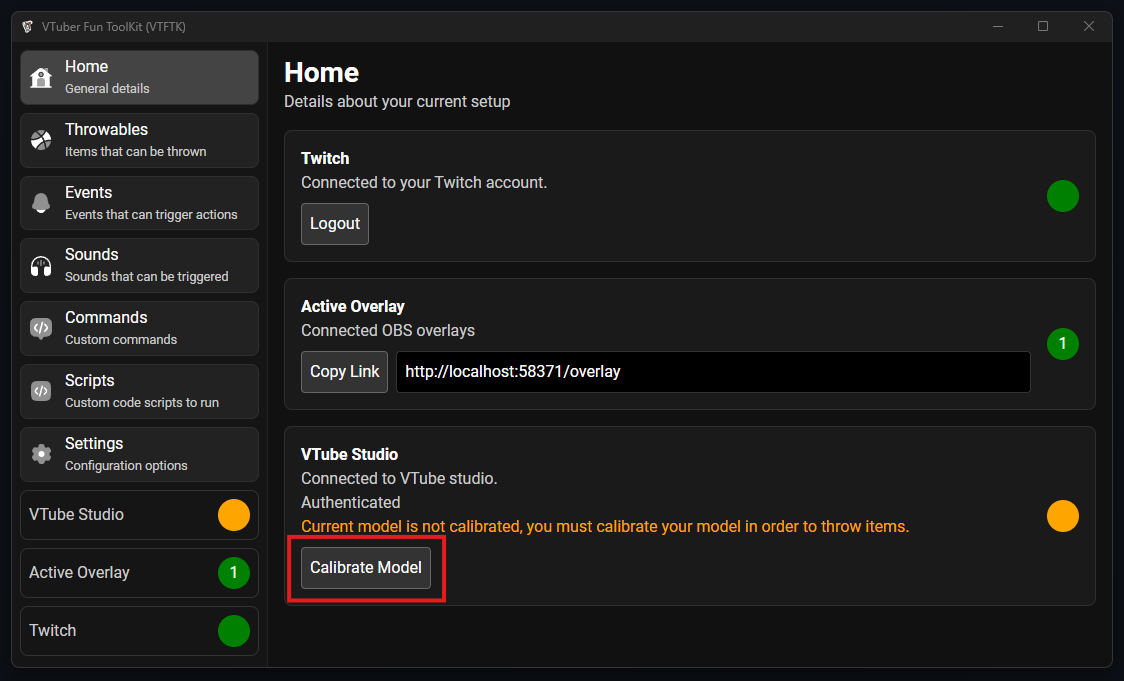 VTuber Fun ToolKit (VTFTK)
Home
General details
Throwables
Items that can be thrown
Events
Events that can trigger actions
Sounds
Sounds that can be triggered
Commands
Custom commands
Scripts
Custom code scripts to run
Settings
Configuration options
VTube Studio
Active Overlay
1
Twitch
Home
Details about your current setup
Twitch
Connected to your Twitch account.
Logout
Active Overlay
Connected OBS overlays
Copy Link
http://localhost:58371/overlay
1
VTube Studio
Connected to VTube studio.
Authenticated
Current model is not calibrated, you must calibrate your model in order to throw items.
Calibrate Model